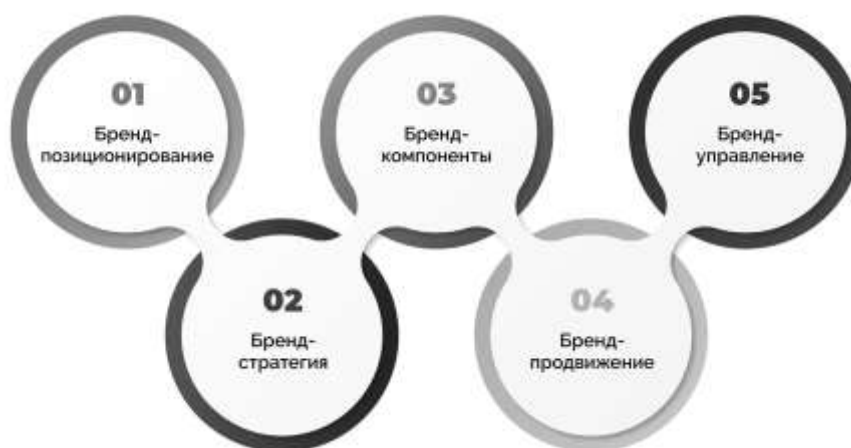 01
Бренд-
позиционирование
02
Бренд-
стратегия
03
Бренд-
компоненты
04
Бренд-
продвижение
05
Бренд-
управление